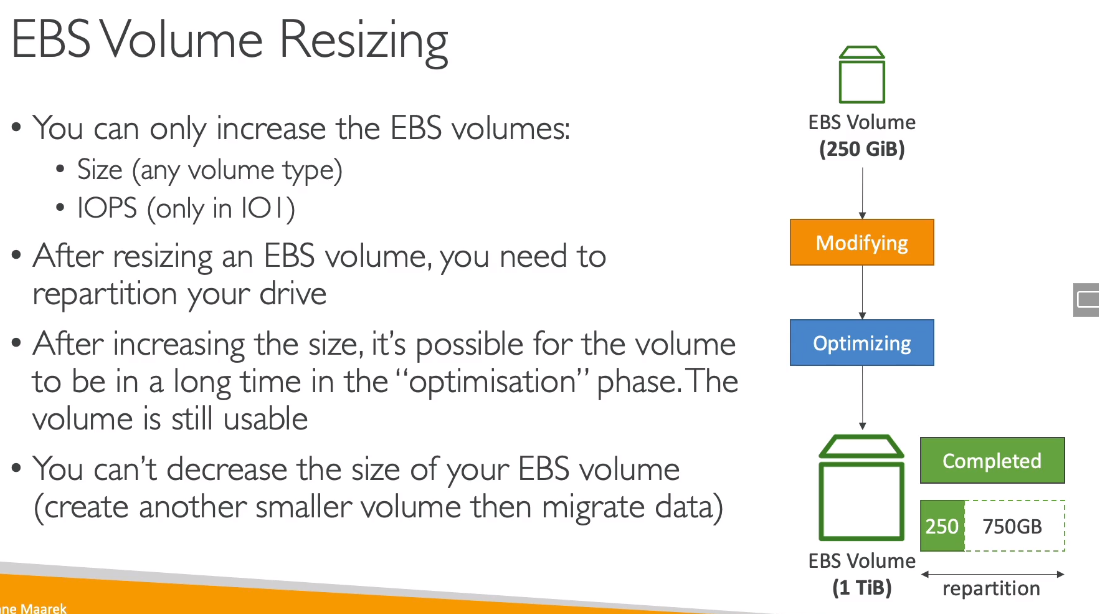 EBS Volume Resizing
• You can only increase the EBS volumes:
• Size (any volume type)
• IOPS (only in IO1)
• After resizing an EBS volume, you need to
repartition your drive
• After increasing the size, it's possible for the volume
to be in a long time in the “optimisation” phase. The
volume is still usable
• You can't decrease the size of your EBS volume
(create another smaller volume then migrate data)
EBS Volume
(250 GiB)
Modifying
Optimizing
Completed
250
750GB
EBS Volume
(1 TiB)
repartition
Maarek